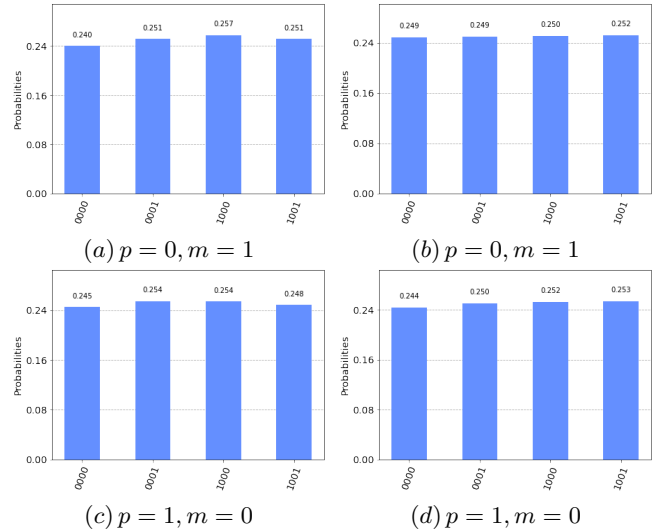 0.240 0.251 0.257 0.251
Probabilities
0.24
0.16
0.08
0.00
0000 0001 1000 1001
(a) p = 0, m = 1
0.249 0.249 0.250 0.252
Probabilities
0.24
0.16
0.08
0.00
0000 0001 1000 1001
(b) p = 0, m = 1
0.245 0.254 0.254 0.248
Probabilities
0.24
0.16
0.08
0.00
0000 0001 1000 1001
(c) p = 1, m = 0
0.244 0.250 0.252 0.253
Probabilities
0.24
0.16
0.08
0.00
0000 0001 1000 1001
(d) p = 1, m = 0